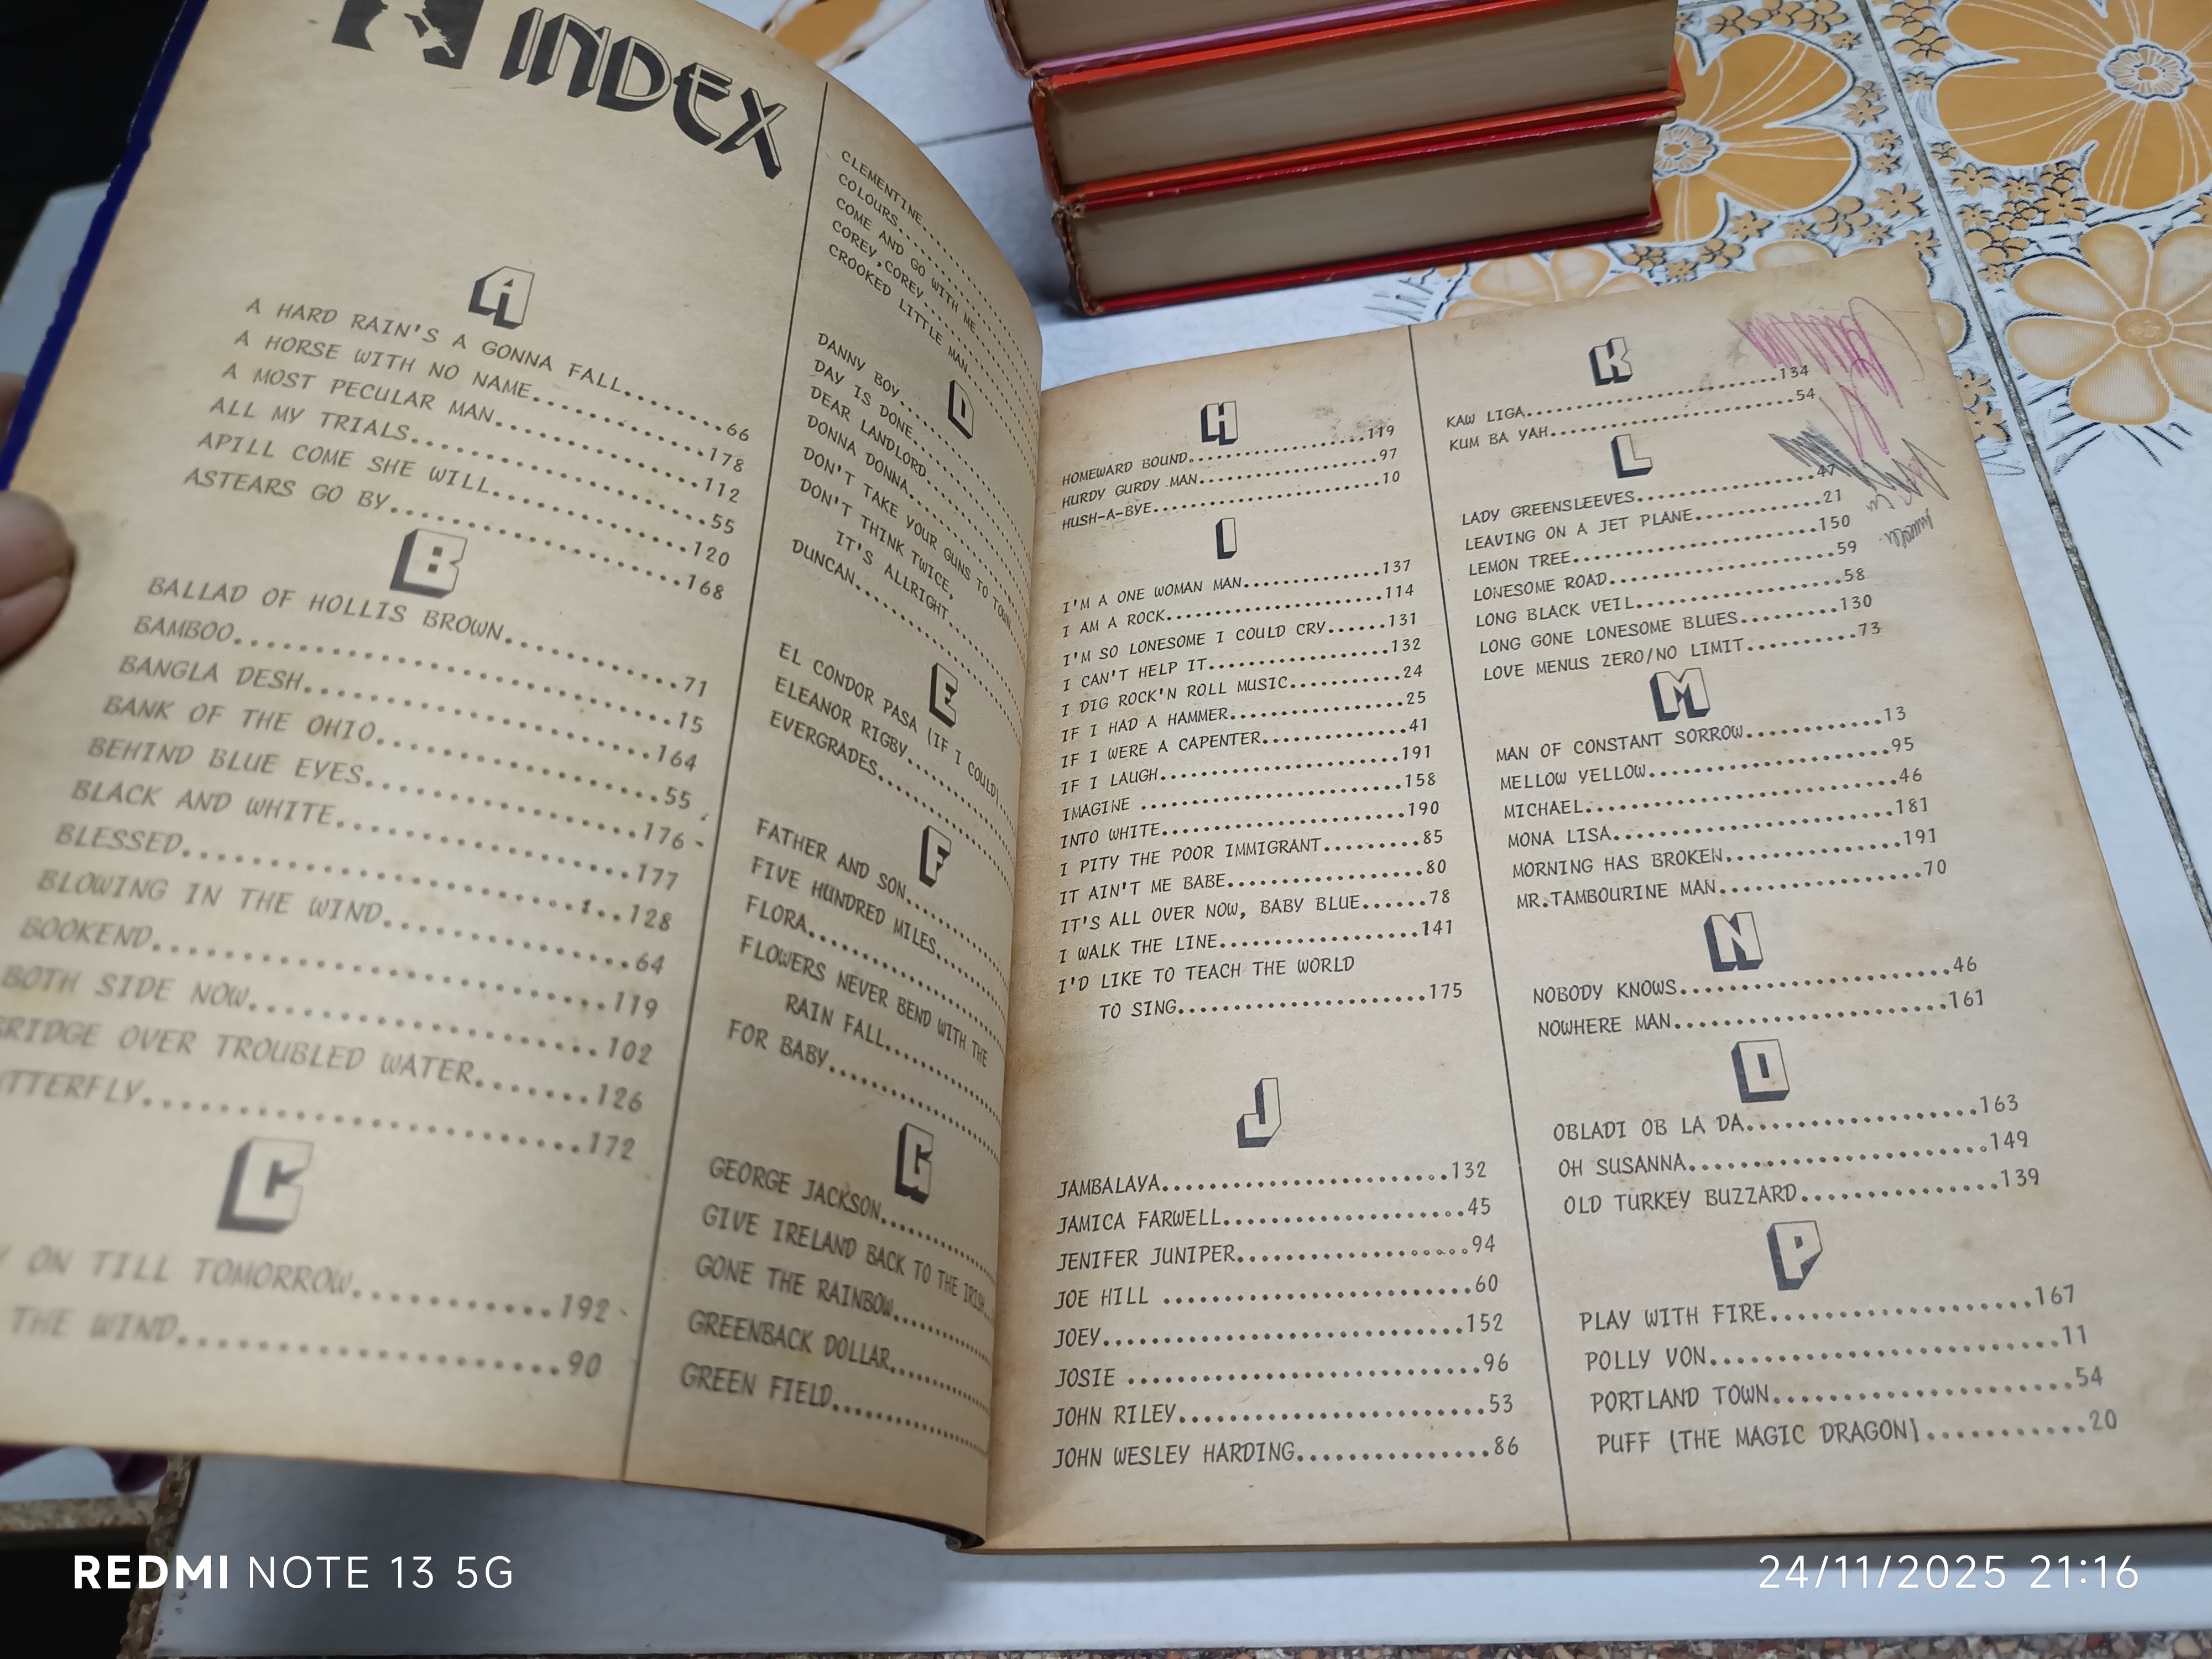 INDEX
A
A HARD RAIN'S A GONNA FALL........66
A HORSE WITH NO NAME................178
A MOST PECULAR MAN....................112
ALL MY TRIALS............................55
APILL COME SHE WILL...................120
ASTEARS GO BY............................168
B
BALLAD OF HOLLIS BROWN.............71
BAMBOO....................................15
BANGLA DESH............................164
BANK OF THE OHIO.....................55
BEHIND BLUE EYES.....................176
BLACK AND WHITE.....................177
BLESSED..................................128
BLOWING IN THE WIND................64
BOOKEND................................119
BOTH SIDE NOW........................102
BRIDGE OVER TROUBLED WATER.......126
TTERFLY..............................172
C
ON TILL TOMORROW...........192
THE WIND.......................90
CLEMENTINE
COLOURS
COME AND GO WITH ME
COREY,COREY
CROOKED LITTLE MAN
D
DANNY BOY
DAY IS DONE
DEAR LANDLORD
DONNA DONNA
DON'T TAKE YOUR GUNS TO TOWN
DON'T THINK TWICE,
IT'S ALLRIGHT
DUNCAN
E
EL CONDOR PASA (IF I COULD)
ELEANOR RIGBY
EVERGRADES
F
FATHER AND SON
FIVE HUNDRED MILES
FLORA
FLOWERS NEVER BEND WITH THE
RAIN FALL
FOR BABY
G
GEORGE JACKSON
GIVE IRELAND BACK TO THE IRISH
GONE THE RAINBOW
GREENBACK DOLLAR
GREEN FIELD
H
HOMEWARD BOUND......................119
HURDY GURDY MAN.....................97
HUSH-A-BYE............................10
I
I'M A ONE WOMAN MAN..............137
I AM A ROCK..........................114
I'M SO LONESOME I COULD CRY......131
I CAN'T HELP IT...................132
I DIG ROCK'N ROLL MUSIC...........24
IF I HAD A HAMMER.................25
IF I WERE A CAPENTER..............41
IF I LAUGH..........................191
IMAGINE ............................158
INTO WHITE..........................190
I PITY THE POOR IMMIGRANT.........85
IT AIN'T ME BABE....................80
IT'S ALL OVER NOW, BABY BLUE......78
I WALK THE LINE....................141
I'D LIKE TO TEACH THE WORLD
TO SING........................175
J
JAMBALAYA...........................132
JAMICA FARWELL......................45
JENIFER JUNIPER.....................94
JOE HILL ...........................60
JOEY................................152
JOSIE ..............................96
JOHN RILEY..........................53
JOHN WESLEY HARDING...............86
K
KAW LIGA...........................134
KUM BA YAH.........................54
L
LADY GREENSLEEVES.................47
LEAVING ON A JET PLANE............21
LEMON TREE.........................150
LONESOME ROAD......................59
LONG BLACK VEIL....................58
LONG GONE LONESOME BLUES..........130
LOVE MENUS ZERO/NO LIMIT..........73
M
MAN OF CONSTANT SORROW...........13
MELLOW YELLOW......................95
MICHAEL............................46
MONA LISA..........................181
MORNING HAS BROKEN................191
MR.TAMBOURINE MAN.................70
N
NOBODY KNOWS......................46
NOWHERE MAN........................161
O
OBLADI OB LA DA...................163
OH SUSANNA.........................149
OLD TURKEY BUZZARD................139
P
PLAY WITH FIRE....................167
POLLY VON..........................11
PORTLAND TOWN.....................54
PUFF (THE MAGIC DRAGON)...........20
REDMI NOTE 13 5G
24/11/2025 21:16